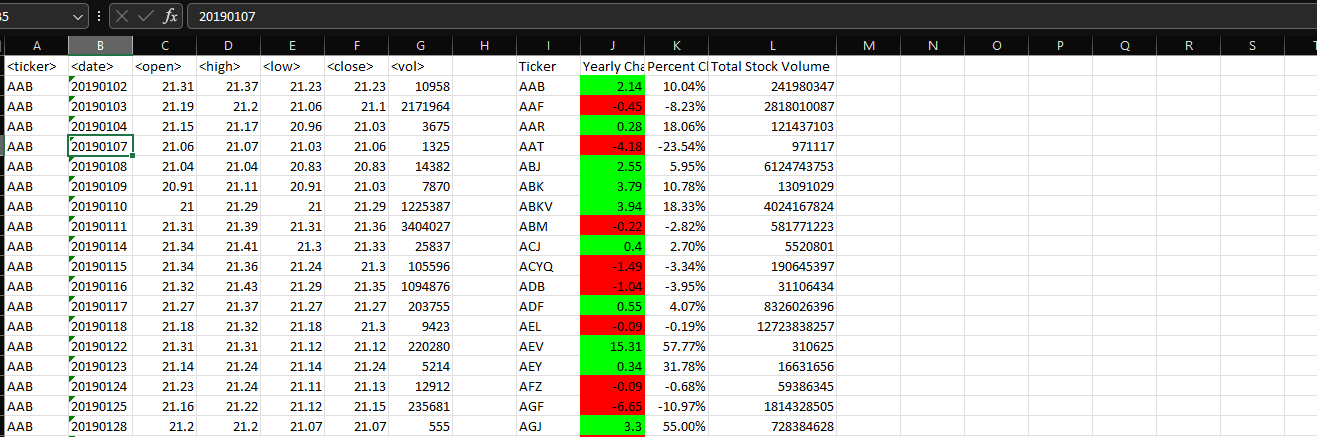 35 fx 20190107
A B C D E F G H I J K L M N O P Q R S
<ticker> <date> <open> <high> <low> <close> <vol> Ticker Yearly Cha Percent Cl Total Stock Volume
AAB 20190102 21.31 21.37 21.23 21.23 10958 AAB 2.14 10.04% 241980347
AAB 20190103 21.19 21.2 21.06 21.1 2171964 AAF -0.45 -8.23% 2818010087
AAB 20190104 21.15 21.17 20.96 21.03 3675 AAR 0.28 18.06% 121437103
AAB 20190107 21.06 21.07 21.03 21.06 1325 AAT -4.18 -23.54% 971117
AAB 20190108 21.04 21.04 20.83 20.83 14382 ABJ 2.55 5.95% 6124743753
AAB 20190109 20.91 21.11 20.91 21.03 7870 ABK 3.79 10.78% 13091029
AAB 20190110 21 21.29 21 21.29 1225387 ABKV 3.94 18.33% 4024167824
AAB 20190111 21.31 21.39 21.31 21.36 3404027 ABM -0.22 -2.82% 581771223
AAB 20190114 21.34 21.41 21.3 21.33 25837 ACJ 0.4 2.70% 5520801
AAB 20190115 21.34 21.36 21.24 21.3 105596 ACYQ -1.49 -3.34% 190645397
AAB 20190116 21.32 21.43 21.29 21.35 1094876 ADB -1.04 -3.95% 31106434
AAB 20190117 21.27 21.37 21.27 21.27 203755 ADF 0.55 4.07% 8326026396
AAB 20190118 21.18 21.32 21.18 21.3 9423 AEL -0.09 -0.19% 12723838257
AAB 20190122 21.31 21.31 21.12 21.12 220280 AEV 15.31 57.77% 310625
AAB 20190123 21.14 21.24 21.14 21.24 5214 AEY 0.34 31.78% 16631656
AAB 20190124 21.23 21.24 21.11 21.13 12912 AFZ -0.09 -0.68% 59386345
AAB 20190125 21.16 21.22 21.12 21.15 235681 AGF -6.65 -10.97% 1814328505
AAB 20190128 21.2 21.2 21.07 21.07 555 AGJ 3.3 55.00% 728384628